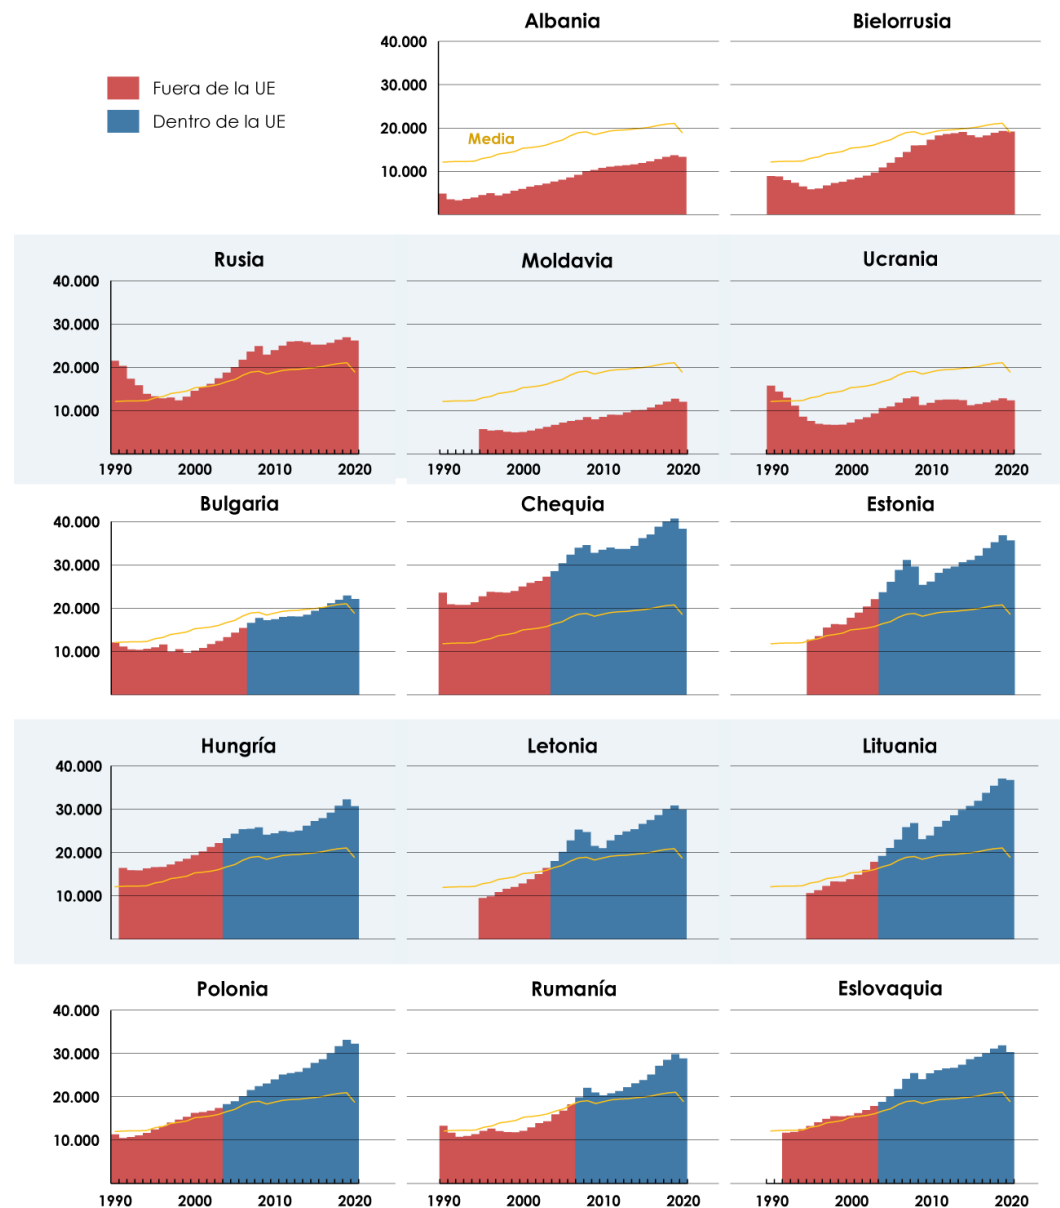 Albania
Bielorrusia
40.000
Fuera de la UE
30.000
Dentro de la UE
20.000
Media
10.000
Rusia
Moldavia
Ucrania
40.000
30.000
20.000
10.000
1990 2000 2010 2020
1990 2000 2010 2020
1990 2000 2010 2020
Bulgaria
Chequia
Estonia
40.000
30.000
20.000
10.000
Hungría
Letonia
Lituania
40.000
30.000
20.000
10.000
Polonia
Rumanía
Eslovaquia
40.000
30.000
20.000
10.000
1990 2000 2010 2020
1990 2000 2010 2020
1990 2000 2010 2020